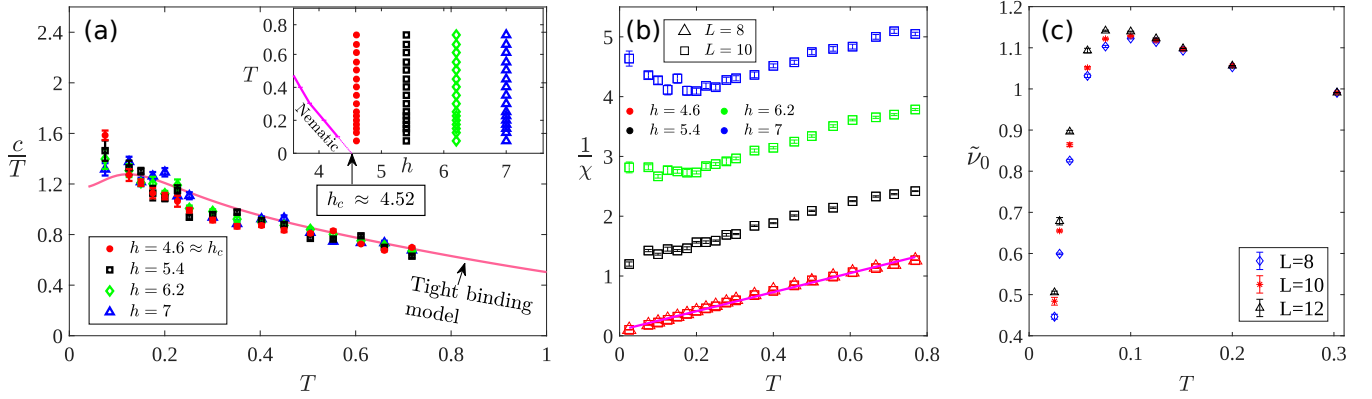 (a)
2.4
2
1.6
1.2
0.8
0.4
0
c/T
0
0.2
0.4
0.6
0.8
1
T
h = 4.6 ≈ h_c
h = 5.4
h = 6.2
h = 7
Tight binding
model
0.8
0.6
0.4
0.2
0
T
Nematic
4
5
6
7
h
h_c ≈ 4.52
(b)
L = 8
L = 10
h = 4.6
h = 5.4
h = 6.2
h = 7
5
4
3
2
1
0
1/χ
0
0.2
0.4
0.6
0.8
T
(c)
1.2
1.1
1
0.9
0.8
0.7
0.6
0.5
0.4
ν̃₀
0
0.1
0.2
0.3
T
L=8
L=10
L=12